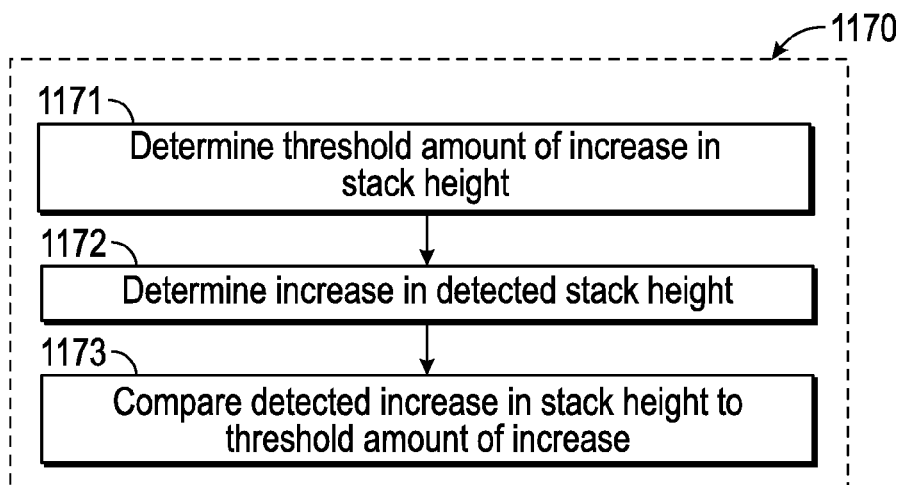 1170
1171
Determine threshold amount of increase in
stack height
1172
Determine increase in detected stack height
1173
Compare detected increase in stack height to
threshold amount of increase